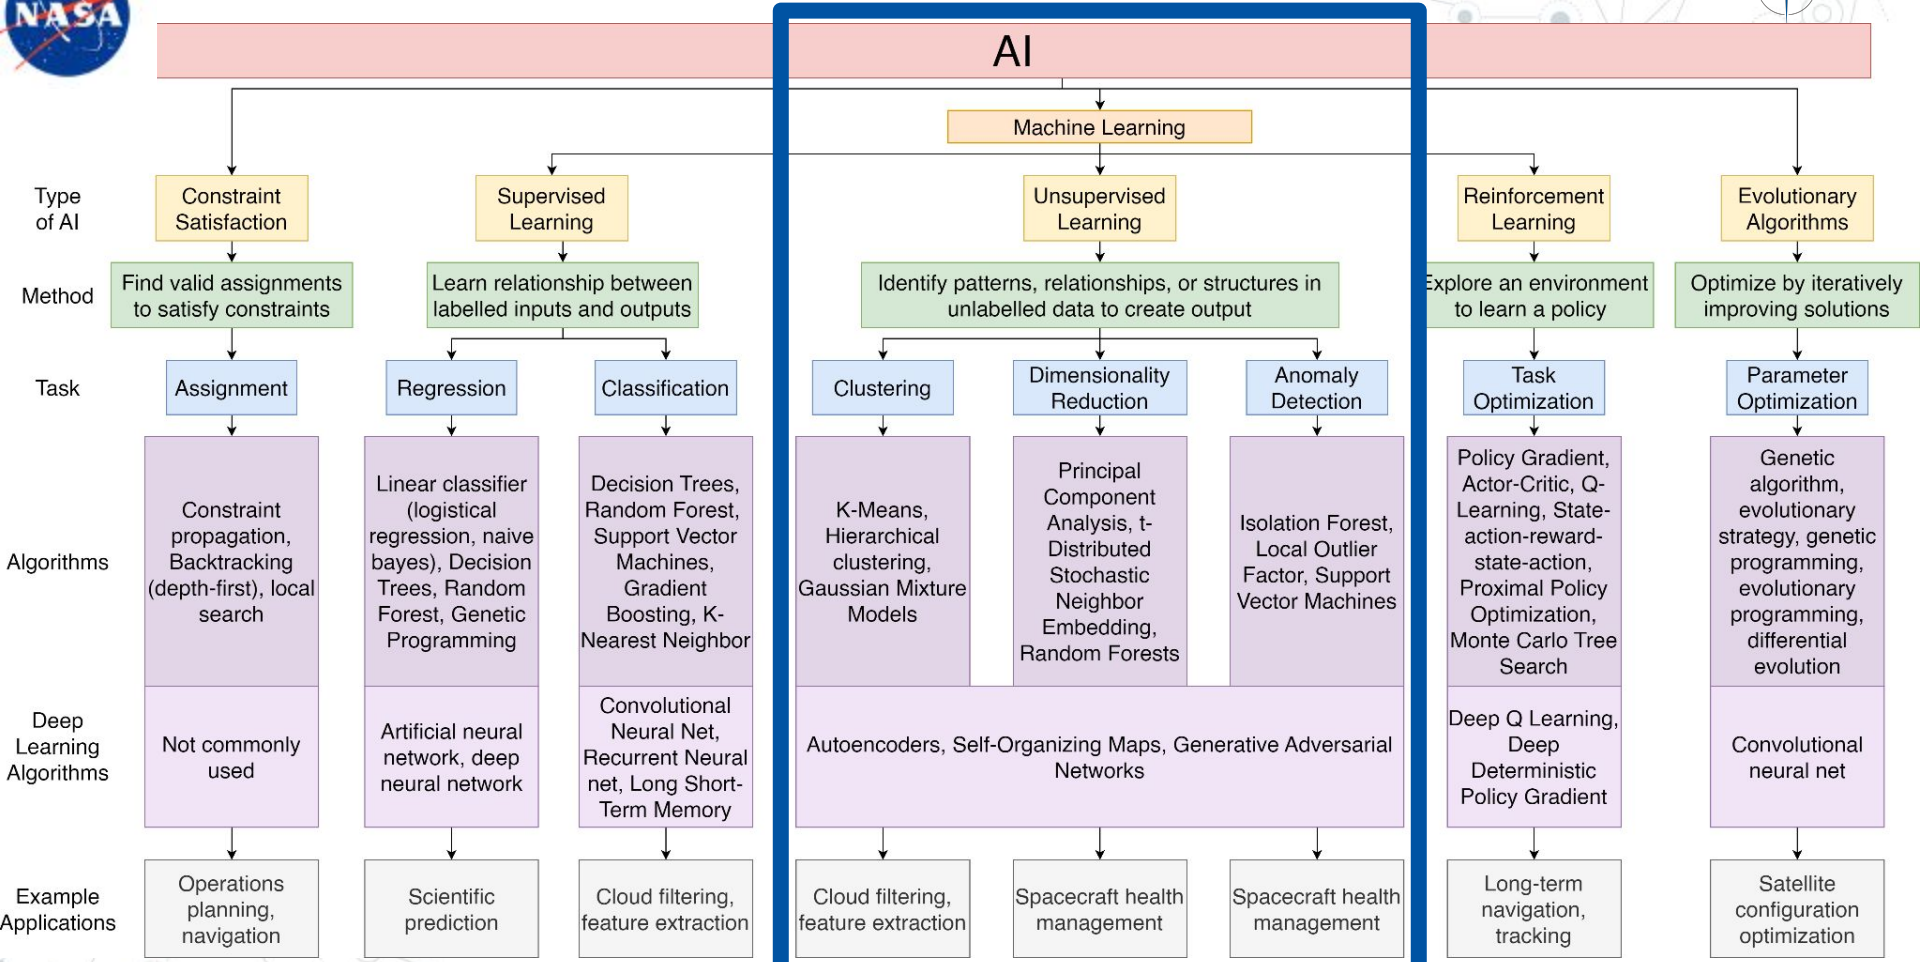 NASA
AI
Machine Learning
Type
of AI
Constraint
Satisfaction
Supervised
Learning
Unsupervised
Learning
Reinforcement
Learning
Evolutionary
Algorithms
Method
Find valid assignments
to satisfy constraints
Learn relationship between
labelled inputs and outputs
Identify patterns, relationships, or structures in
unlabelled data to create output
Explore an environment
to learn a policy
Optimize by iteratively
improving solutions
Task
Assignment
Regression
Classification
Clustering
Dimensionality
Reduction
Anomaly
Detection
Task
Optimization
Parameter
Optimization
Algorithms
Constraint
propagation,
Backtracking
(depth-first), local
search
Linear classifier
(logistical
regression, naive
bayes), Decision
Trees, Random
Forest, Genetic
Programming
Decision Trees,
Random Forest,
Support Vector
Machines,
Gradient
Boosting, K-
Nearest Neighbor
K-Means,
Hierarchical
clustering,
Gaussian Mixture
Models
Principal
Component
Analysis, t-
Distributed
Stochastic
Neighbor
Embedding,
Random Forests
Isolation Forest,
Local Outlier
Factor, Support
Vector Machines
Policy Gradient,
Actor-Critic, Q-
Learning, State-
action-reward-
state-action,
Proximal Policy
Optimization,
Monte Carlo Tree
Search
Genetic
algorithm,
evolutionary
strategy, genetic
programming,
evolutionary
programming,
differential
evolution
Deep
Learning
Algorithms
Not commonly
used
Artificial neural
network, deep
neural network
Convolutional
Neural Net,
Recurrent Neural
net, Long Short-
Term Memory
Autoencoders, Self-Organizing Maps, Generative Adversarial
Networks
Deep Q Learning,
Deep
Deterministic
Policy Gradient
Convolutional
neural net
Example
Applications
Operations
planning,
navigation
Scientific
prediction
Cloud filtering,
feature extraction
Cloud filtering,
feature extraction
Spacecraft health
management
Spacecraft health
management
Long-term
navigation,
tracking
Satellite
configuration
optimization